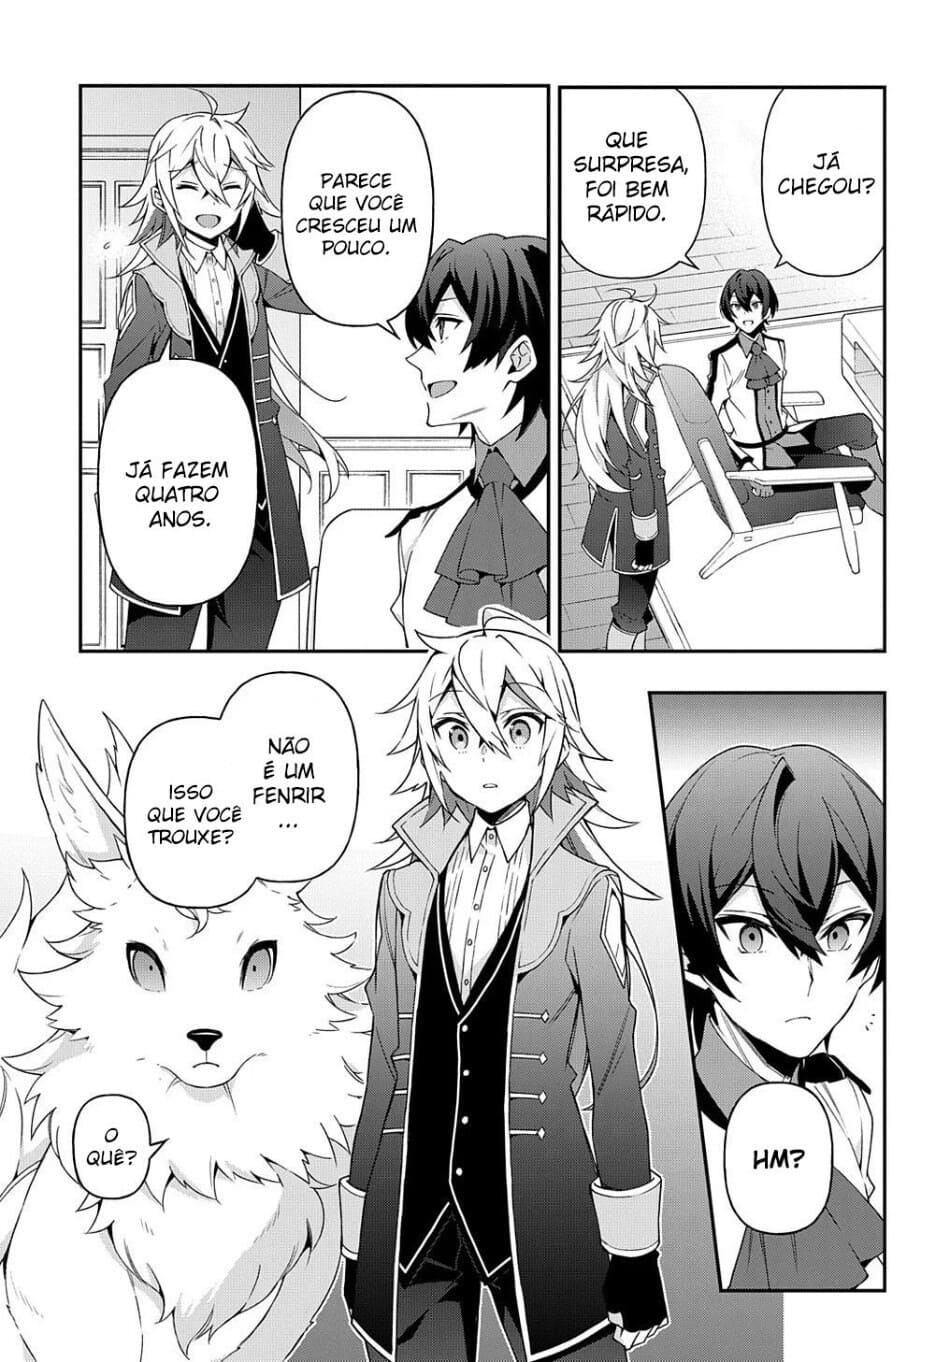 JÁ
CHEGOU?
QUE
SURPRESA,
FOI BEM
RÁPIDO.
PARECE
QUE VOCÊ
CRESCEU UM
POUCO.
JÁ FAZEM
QUATRO
ANOS.
HM?
NÃO
É UM
FENRIR
...
ISSO
QUE VOCÊ
TROUXE?
O
QUÊ?